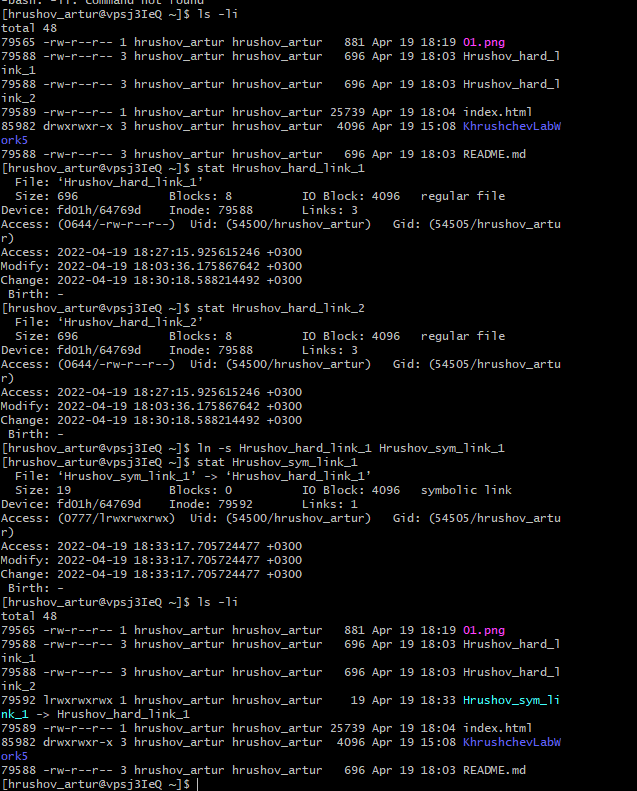 -bash: -li: command not found
[hrushov_artur@vpsj3IeQ ~]$ ls -li
total 48
79565 -rw-r--r-- 1 hrushov_artur hrushov_artur   881 Apr 19 18:19 01.png
79588 -rw-r--r-- 3 hrushov_artur hrushov_artur   696 Apr 19 18:03 Hrushov_hard_l
ink_1
79588 -rw-r--r-- 3 hrushov_artur hrushov_artur   696 Apr 19 18:03 Hrushov_hard_l
ink_2
79589 -rw-r--r-- 1 hrushov_artur hrushov_artur 25739 Apr 19 18:04 index.html
85982 drwxrwxr-x 3 hrushov_artur hrushov_artur  4096 Apr 19 15:08 KhrushchevLabW
ork5
79588 -rw-r--r-- 3 hrushov_artur hrushov_artur   696 Apr 19 18:03 README.md
[hrushov_artur@vpsj3IeQ ~]$ stat Hrushov_hard_link_1
  File: ‘Hrushov_hard_link_1’
  Size: 696             Blocks: 8          IO Block: 4096   regular file
Device: fd01h/64769d    Inode: 79588       Links: 3
Access: (0644/-rw-r--r--)  Uid: (54500/hrushov_artur)   Gid: (54505/hrushov_artu
r)
Access: 2022-04-19 18:27:15.925615246 +0300
Modify: 2022-04-19 18:03:36.175867642 +0300
Change: 2022-04-19 18:30:18.588214492 +0300
 Birth: -
[hrushov_artur@vpsj3IeQ ~]$ stat Hrushov_hard_link_2
  File: ‘Hrushov_hard_link_2’
  Size: 696             Blocks: 8          IO Block: 4096   regular file
Device: fd01h/64769d    Inode: 79588       Links: 3
Access: (0644/-rw-r--r--)  Uid: (54500/hrushov_artur)   Gid: (54505/hrushov_artu
r)
Access: 2022-04-19 18:27:15.925615246 +0300
Modify: 2022-04-19 18:03:36.175867642 +0300
Change: 2022-04-19 18:30:18.588214492 +0300
 Birth: -
[hrushov_artur@vpsj3IeQ ~]$ ln -s Hrushov_hard_link_1 Hrushov_sym_link_1
[hrushov_artur@vpsj3IeQ ~]$ stat Hrushov_sym_link_1
  File: ‘Hrushov_sym_link_1’ -> ‘Hrushov_hard_link_1’
  Size: 19              Blocks: 0          IO Block: 4096   symbolic link
Device: fd01h/64769d    Inode: 79592       Links: 1
Access: (0777/lrwxrwxrwx)  Uid: (54500/hrushov_artur)   Gid: (54505/hrushov_artu
r)
Access: 2022-04-19 18:33:17.705724477 +0300
Modify: 2022-04-19 18:33:17.705724477 +0300
Change: 2022-04-19 18:33:17.705724477 +0300
 Birth: -
[hrushov_artur@vpsj3IeQ ~]$ ls -li
total 48
79565 -rw-r--r-- 1 hrushov_artur hrushov_artur   881 Apr 19 18:19 01.png
79588 -rw-r--r-- 3 hrushov_artur hrushov_artur   696 Apr 19 18:03 Hrushov_hard_l
ink_1
79588 -rw-r--r-- 3 hrushov_artur hrushov_artur   696 Apr 19 18:03 Hrushov_hard_l
ink_2
79592 lrwxrwxrwx 1 hrushov_artur hrushov_artur    19 Apr 19 18:33 Hrushov_sym_li
nk_1 -> Hrushov_hard_link_1
79589 -rw-r--r-- 1 hrushov_artur hrushov_artur 25739 Apr 19 18:04 index.html
85982 drwxrwxr-x 3 hrushov_artur hrushov_artur  4096 Apr 19 15:08 KhrushchevLabW
ork5
79588 -rw-r--r-- 3 hrushov_artur hrushov_artur   696 Apr 19 18:03 README.md
[hrushov_artur@vpsj3IeQ ~]$